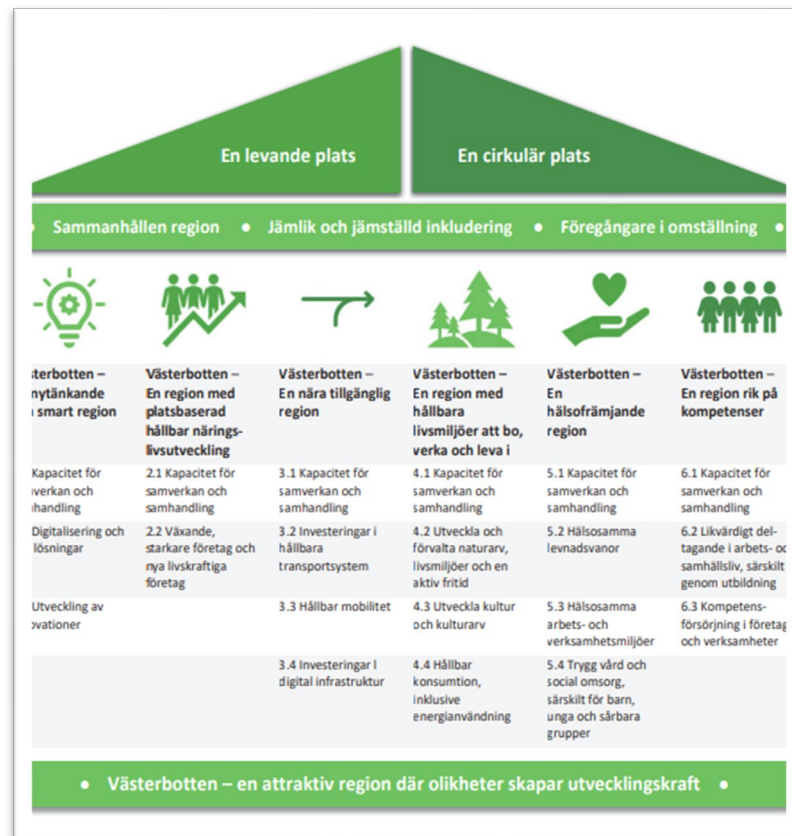 En levande plats
En cirkulär plats
Sammanhållen region • Jämlik och jämställd inkludering • Föregångare i omställning •
sterbotten –
nytänkande
smart region
Västerbotten –
En region med
platsbaserad
hållbar närings-
livsutveckling
Västerbotten –
En nära tillgänglig
region
Västerbotten –
En region med
hållbara
livsmiljöer att bo,
verka och leva i
Västerbotten –
En
hälsofrämjande
region
Västerbotten –
En region rik på
kompetenser
Kapacitet för
verkan och
handling
2.1 Kapacitet för
samverkan och
samhandling
3.1 Kapacitet för
samverkan och
samhandling
4.1 Kapacitet för
samverkan och
samhandling
5.1 Kapacitet för
samverkan och
samhandling
6.1 Kapacitet för
samverkan och
samhandling
Digitalisering och
lösningar
2.2 Växande,
starkare företag och
nya livskraftiga
företag
3.2 Investeringar i
hållbara
transportsystem
4.2 Utveckla och
förvalta naturarv,
livsmiljöer och en
aktiv fritid
5.2 Hälsosamma
levnadsvanor
6.2 Likvärdigt del-
tagande i arbets- oc
samhällsliv, särskilt
genom utbildning
Utveckling av
ovationer
3.3 Hållbar mobilitet
4.3 Utveckla kultur
och kulturarv
5.3 Hälsosamma
arbets- och
verksamhetsmiljöer
6.3 Kompetens-
försörjning i företag
och verksamheter
3.4 Investeringar I
digital infrastruktur
4.4 Hållbar
konsumtion,
inklusive
energianvändning
5.4 Trygg vård och
social omsorg,
särskilt för barn,
unga och sårbara
grupper
• Västerbotten – en attraktiv region där olikheter skapar utvecklingskraft •